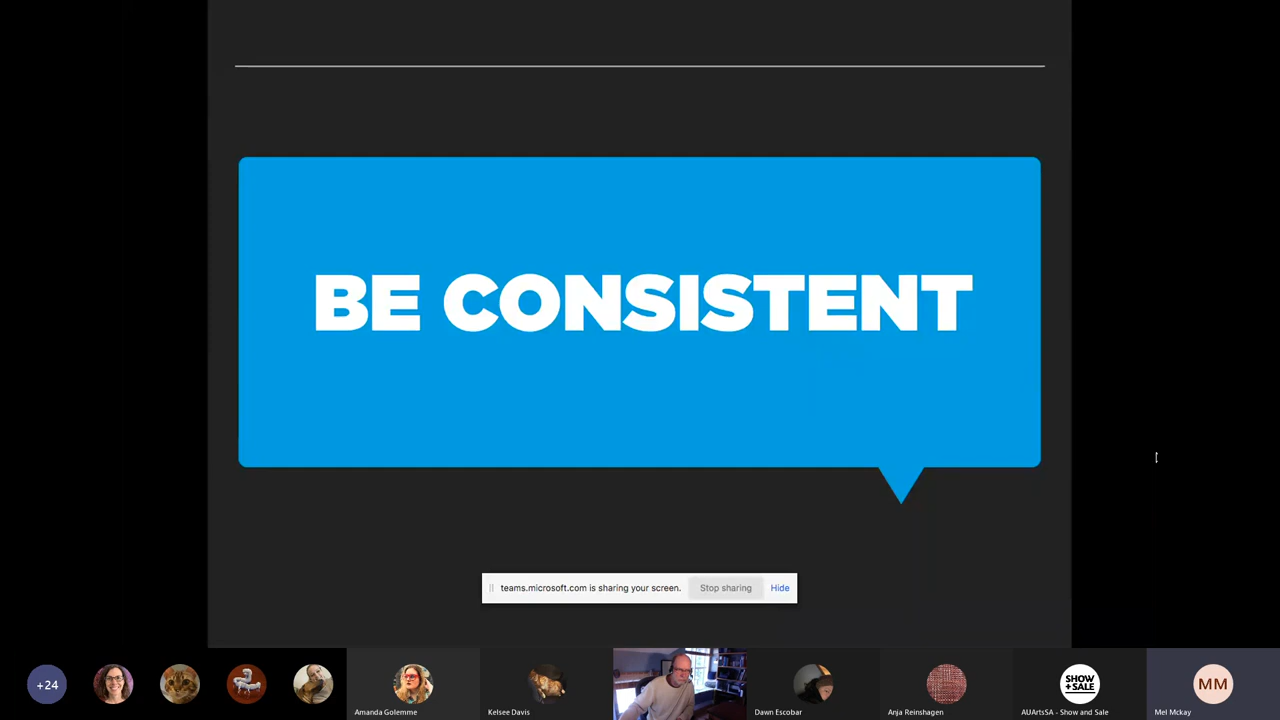 BE CONSISTENT
teams.microsoft.com is sharing your screen. Stop sharing Hide
+24
Amanda Golemme
Kelsee Davis
Dawn Escobar
Anja Reinshagen
SHOW
+SALE
AUArtsSA - Show and Sale
MM
Mel Mckay